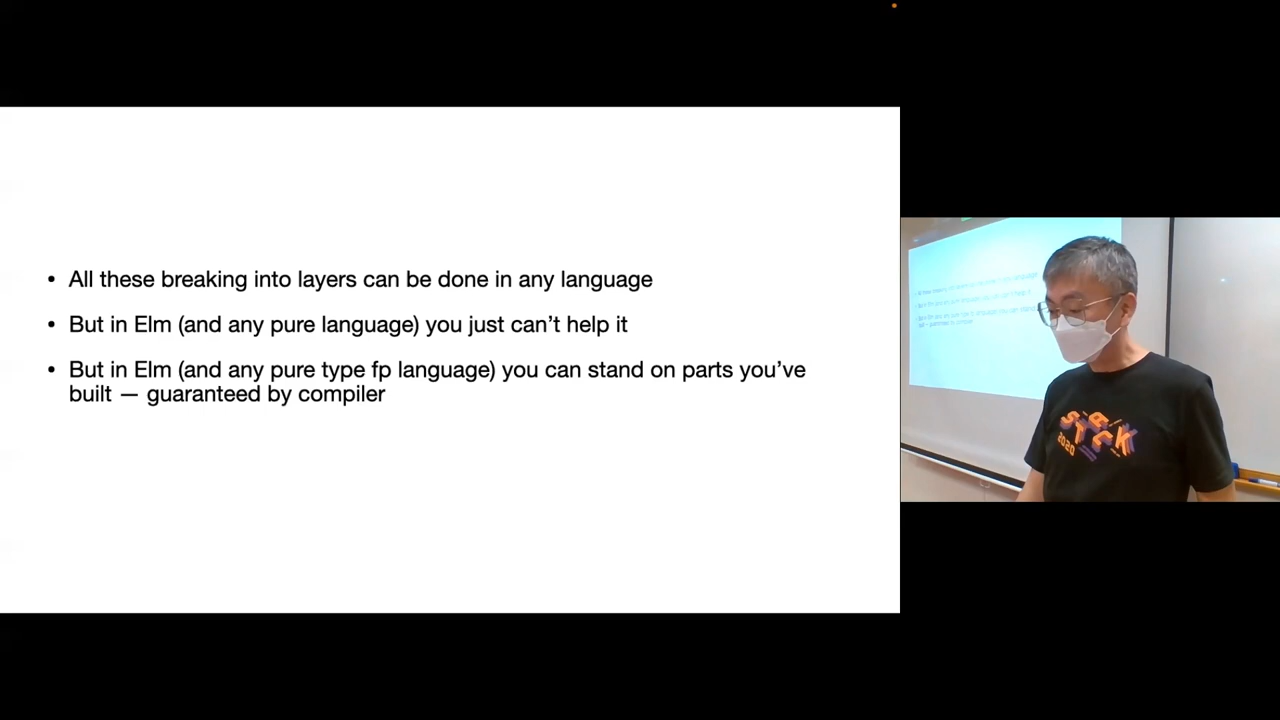 • All these breaking into layers can be done in any language
• But in Elm (and any pure language) you just can’t help it
• But in Elm (and any pure type fp language) you can stand on parts you’ve
built — guaranteed by compiler
STACK
2020